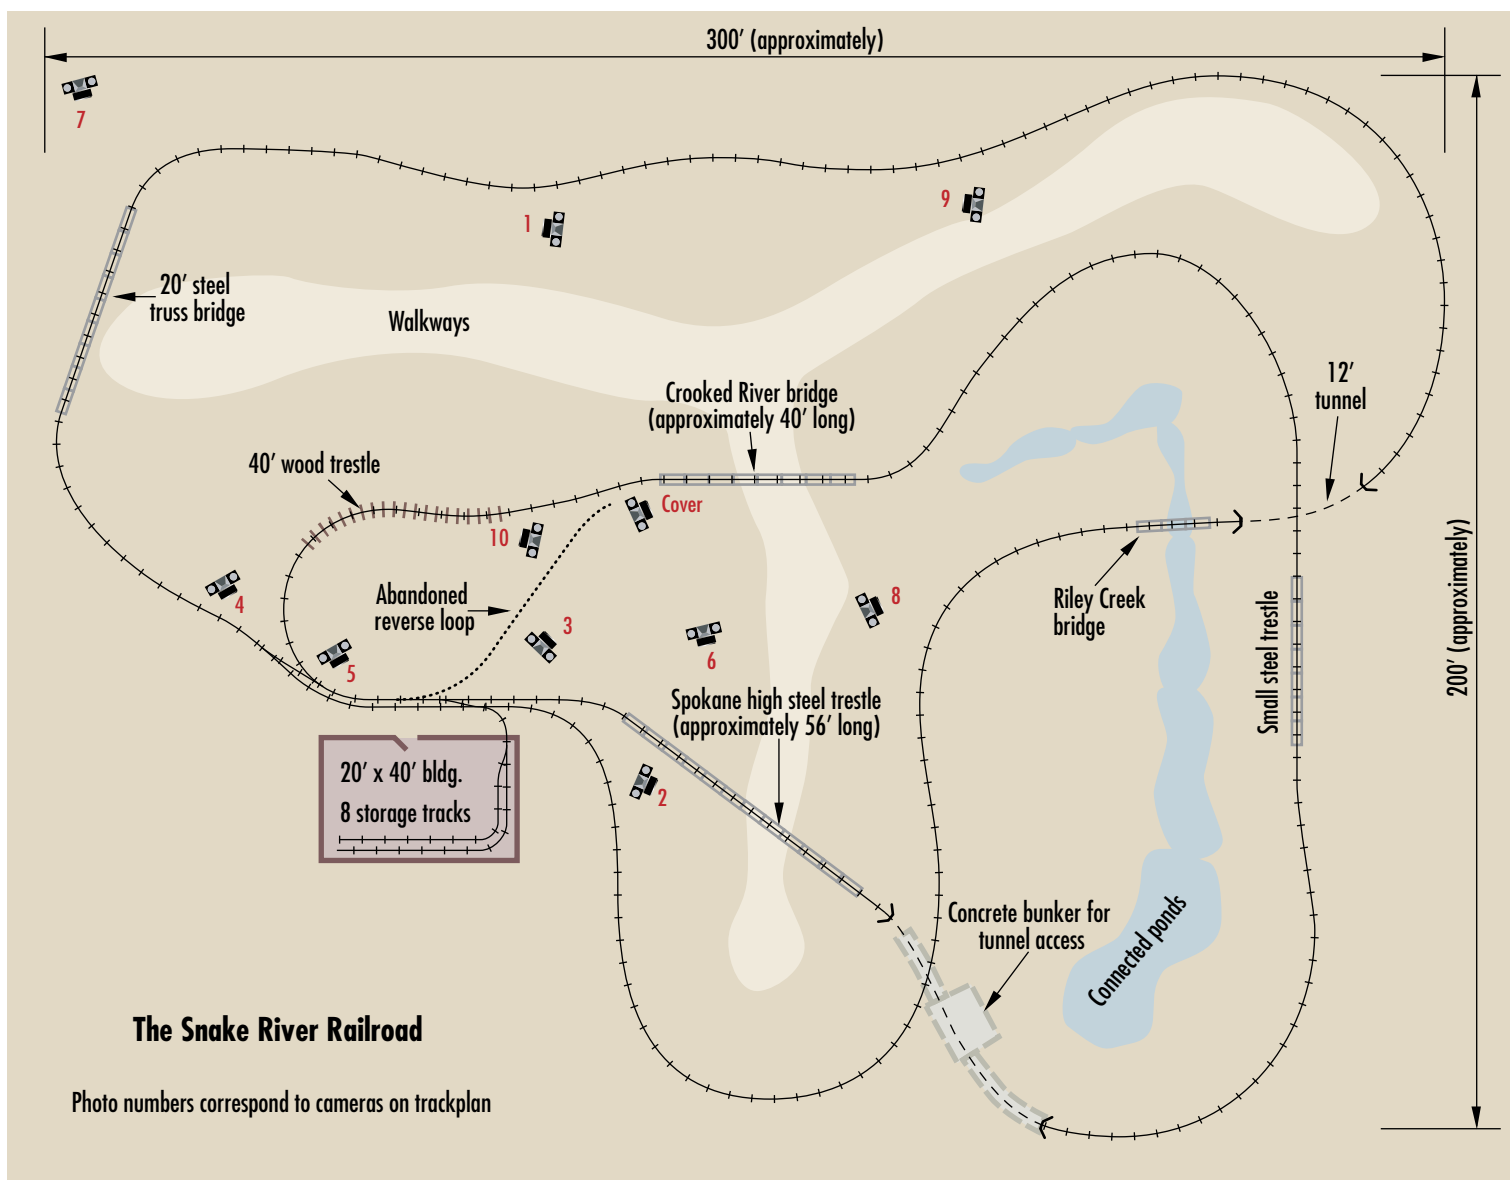 300′ (approximately)
7
9
1
20′ steel
truss bridge
Walkways
12′
tunnel
Crooked River bridge
(approximately 40′ long)
40′ wood trestle
Cover
10
200′ (approximately)
4
Abandoned
reverse loop
8
Riley Creek
bridge
3
5
6
Small steel trestle
Spokane high steel trestle
(approximately 56′ long)
20′ x 40′ bldg.
8 storage tracks
2
Concrete bunker for
tunnel access
Connected ponds
The Snake River Railroad
Photo numbers correspond to cameras on trackplan